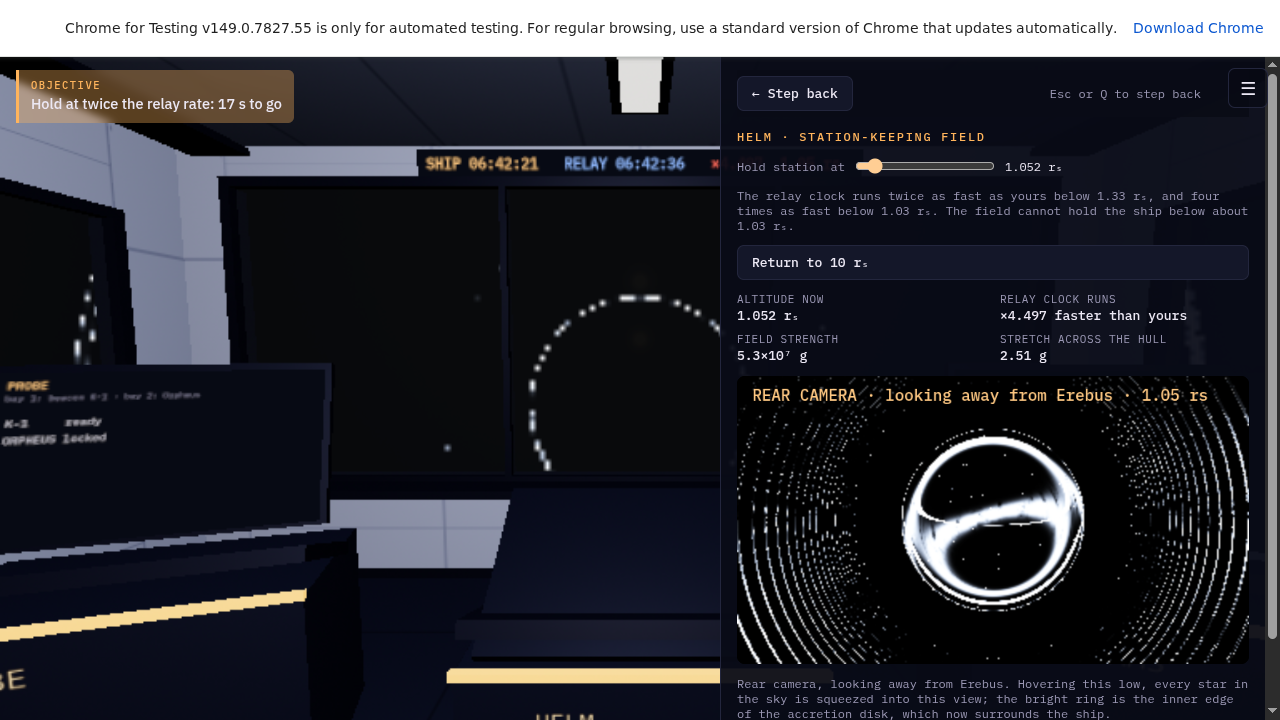 Chrome for Testing v149.0.7827.55 is only for automated testing. For regular browsing, use a standard version of Chrome that updates automatically. Download Chrome
OBJECTIVE
Hold at twice the relay rate: 17 s to go
SHIP 06:42:21 RELAY 06:42:36
PROBE
K-1 ready
ORPHEUS locked
HELM
← Step back
Esc or Q to step back
☰
HELM · STATION-KEEPING FIELD
Hold station at 1.052 rₛ
The relay clock runs twice as fast as yours below 1.33 rₛ, and four
times as fast below 1.03 rₛ. The field cannot hold the ship below about
1.03 rₛ.
Return to 10 rₛ
ALTITUDE NOW RELAY CLOCK RUNS
1.052 rₛ ×4.497 faster than yours
FIELD STRENGTH STRETCH ACROSS THE HULL
5.3×10⁷ g 2.51 g
REAR CAMERA · looking away from Erebus · 1.05 rs
Rear camera, looking away from Erebus. Hovering this low, every star in
the sky is squeezed into this view; the bright ring is the inner edge
of the accretion disk, which now surrounds the ship.